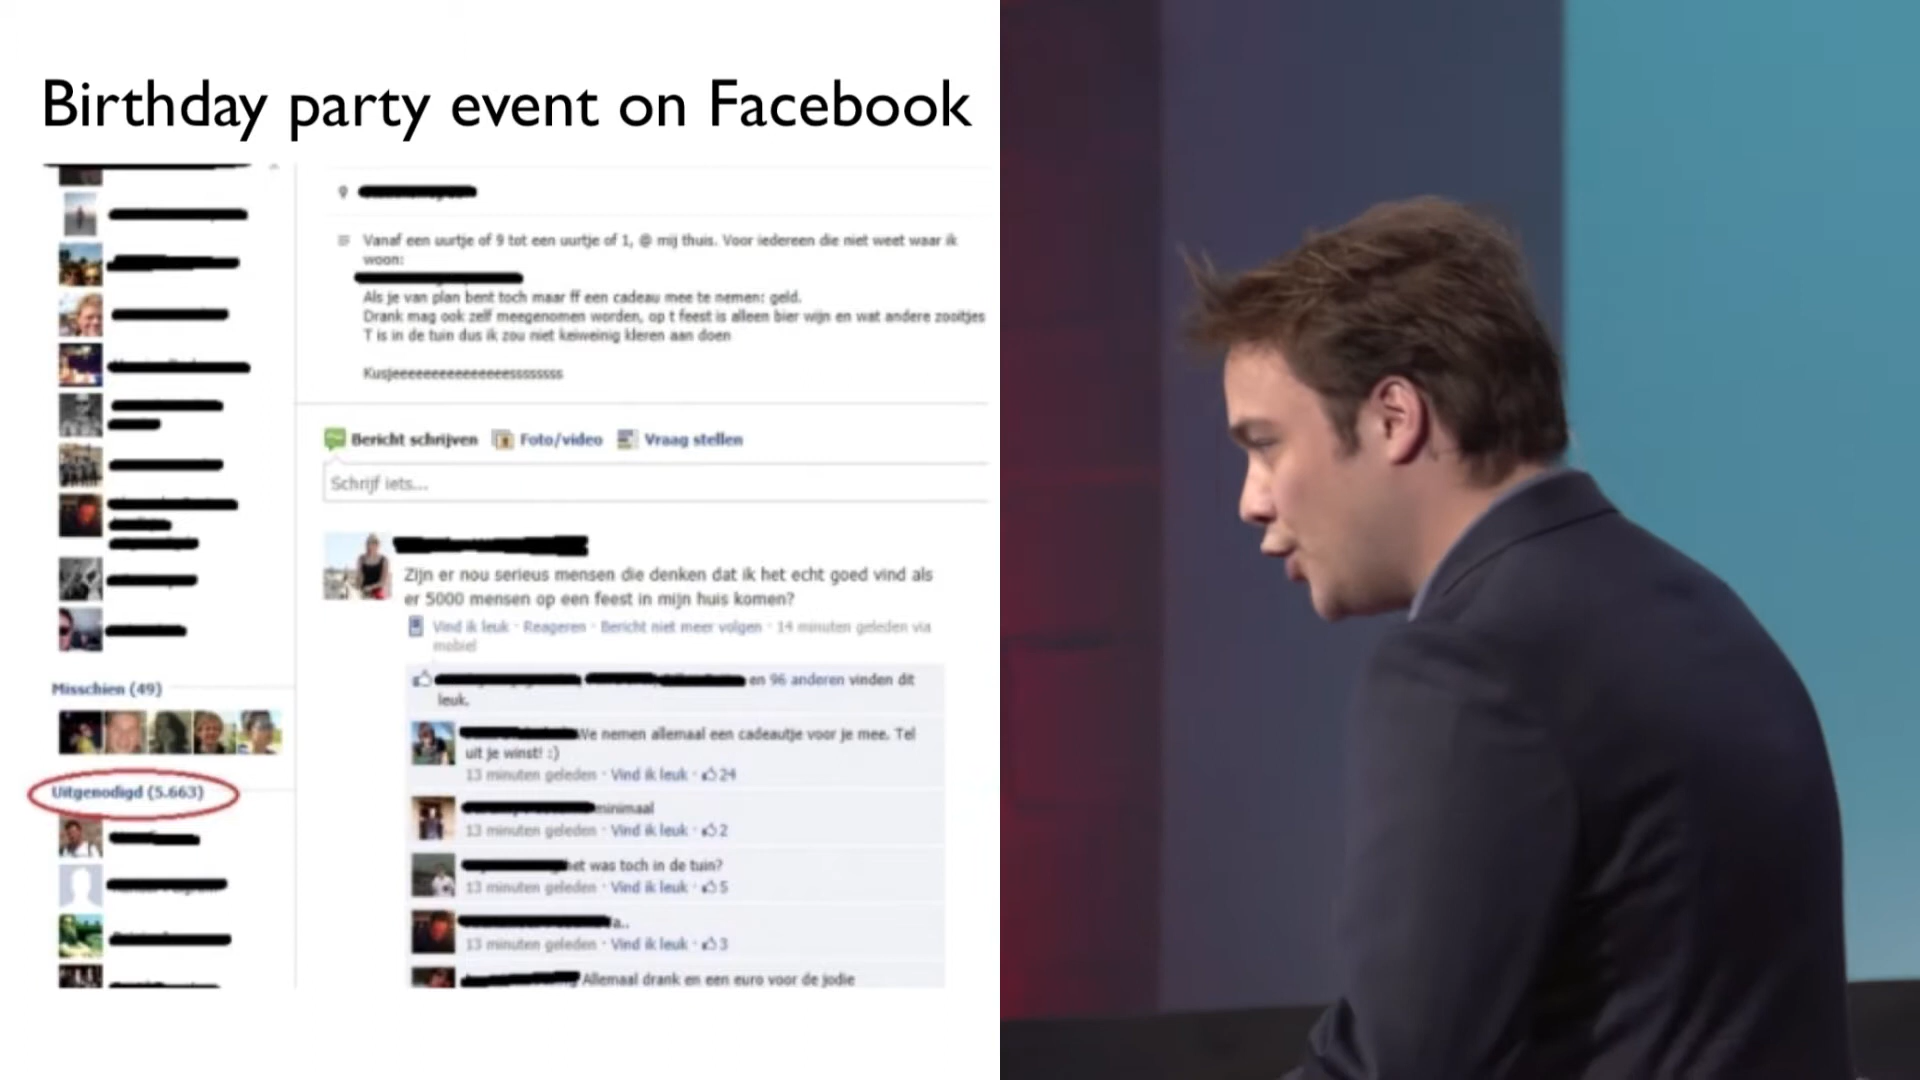 Birthday party event on Facebook
Misschien (49)
Uitgenodigd (5.663)
Vanaf een uurtje of 9 tot een uurtje of 1, @ mij thuis. Voor iedereen die niet weet waar ik
woon:
Als je van plan bent toch maar ff een cadeau mee te nemen: geld.
Drank mag ook zelf meegenomen worden, op t feest is alleen bier wijn en wat andere zooitjes
T is in de tuin dus ik zou niet keiweinig kleren aan doen
Kusjeeeeeeeeeeeeeeessssssss
Bericht schrijven Foto/video Vraag stellen
Schrijf iets...
Zijn er nou serieus mensen die denken dat ik het echt goed vind als
er 5000 mensen op een feest in mijn huis komen?
Vind ik leuk · Reageren · Bericht niet meer volgen · 14 minuten geleden via
mobiel
en 96 anderen vinden dit
leuk.
We nemen allemaal een cadeautje voor je mee. Tel
uit je winst! :)
13 minuten geleden · Vind ik leuk · 24
minimaal
13 minuten geleden · Vind ik leuk · 2
het was toch in de tuin?
13 minuten geleden · Vind ik leuk · 5
Ja..
13 minuten geleden · Vind ik leuk · 3
Allemaal drank en een euro voor de jodie